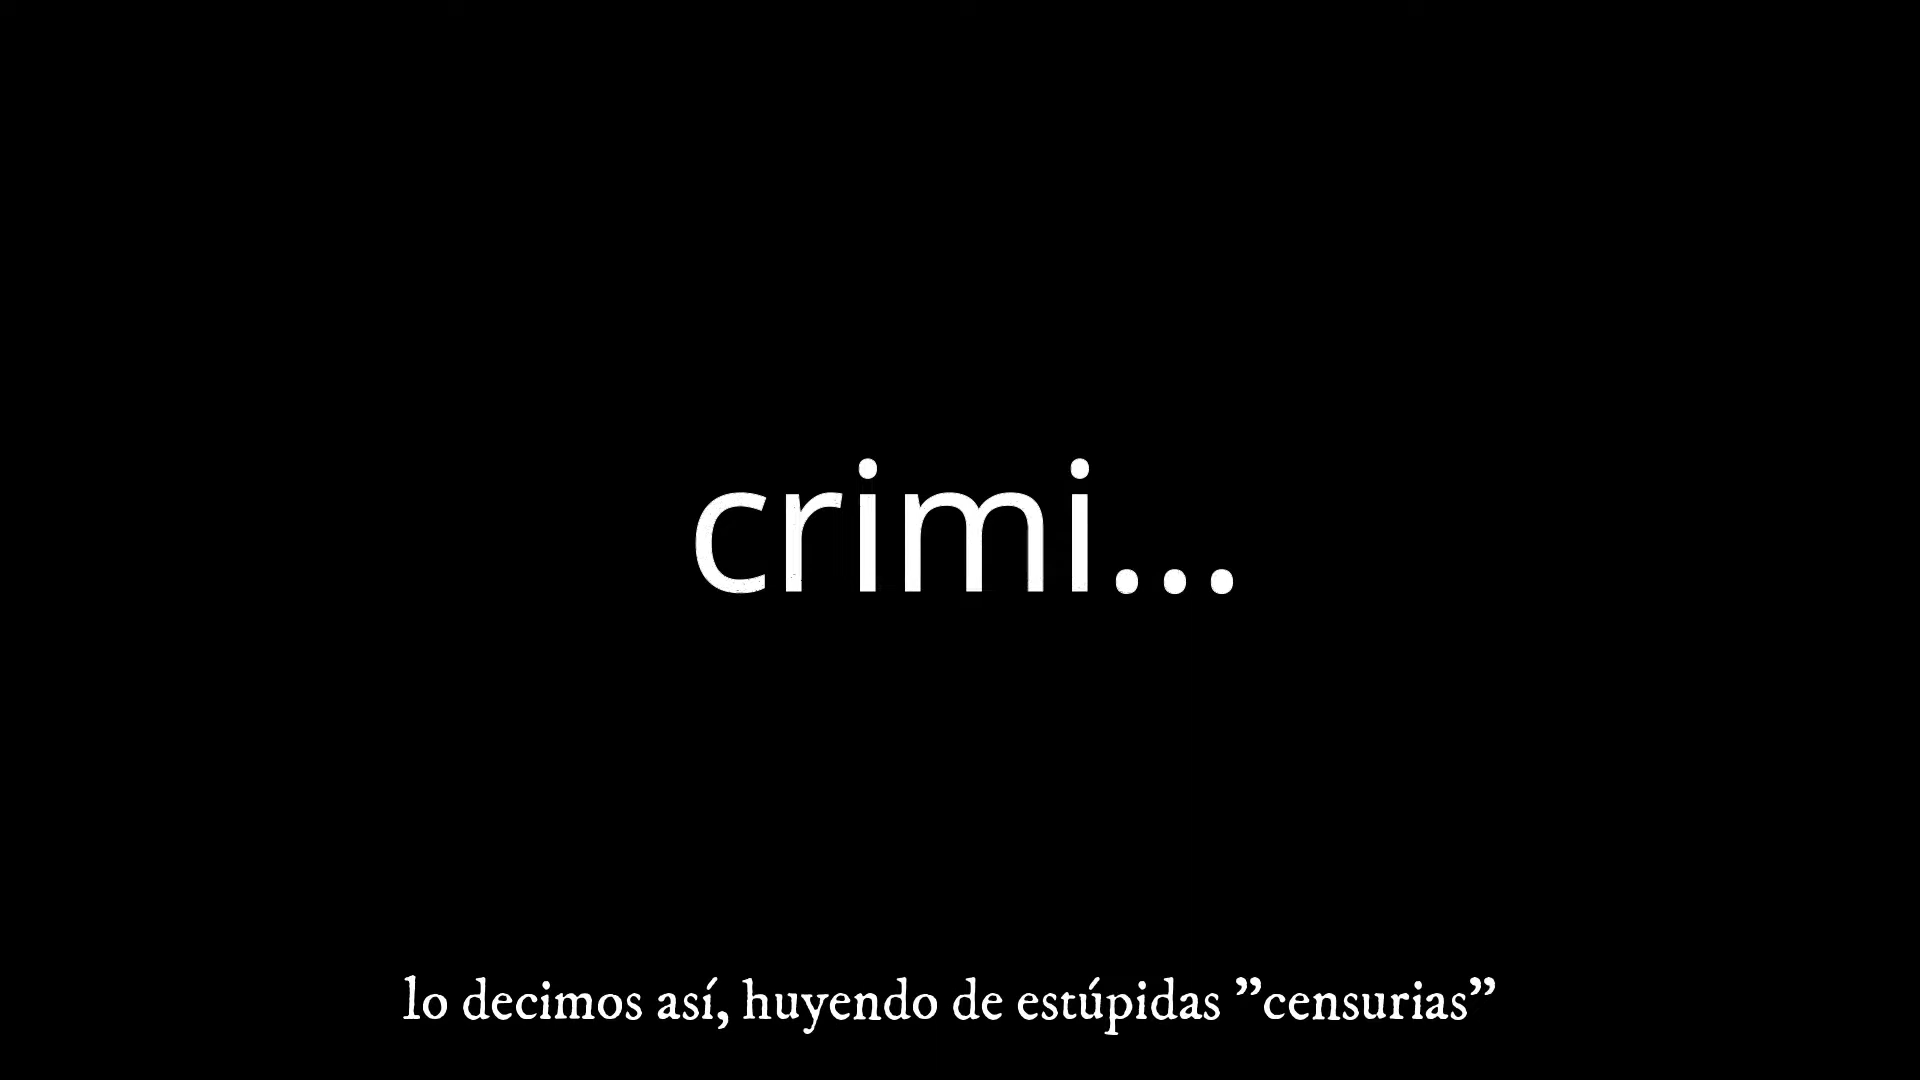 crimi...
lo decimos así, huyendo de estúpidas ”censurias”